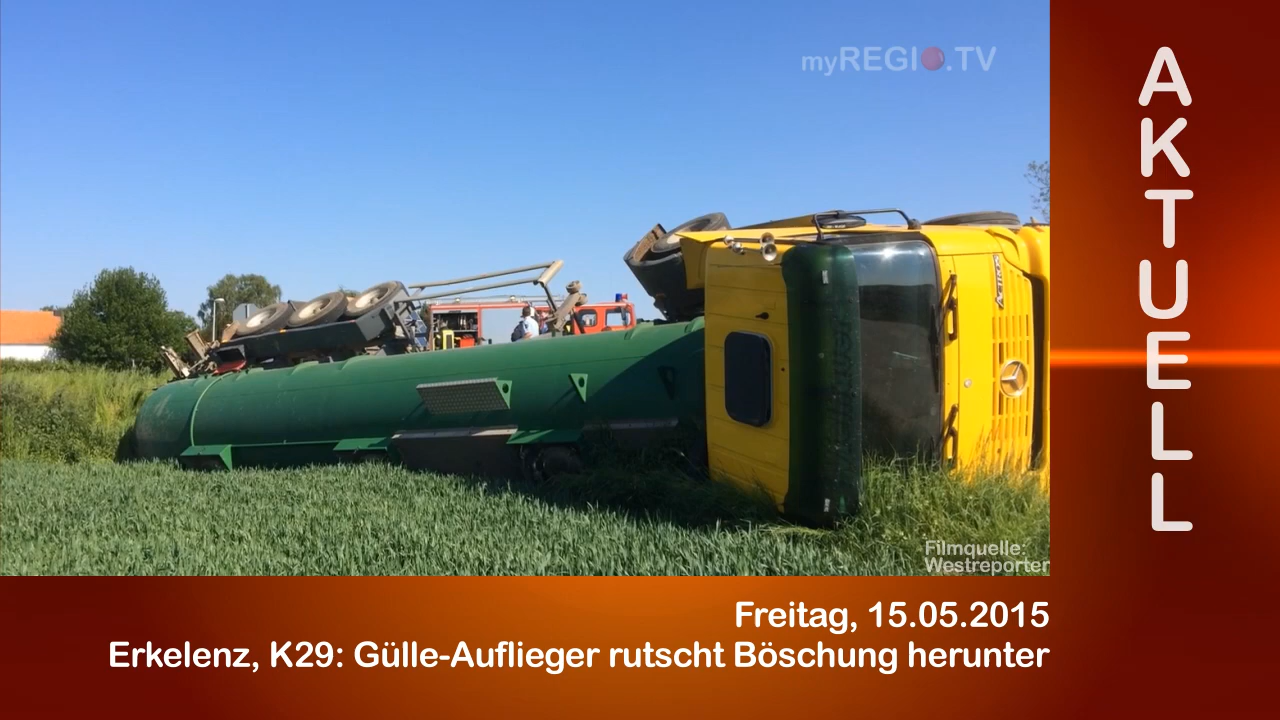 myREGIO.TV
AKTUELL
ACTROS
Filmquelle:
Westreporter
Freitag, 15.05.2015
Erkelenz, K29: Gülle-Auflieger rutscht Böschung herunter